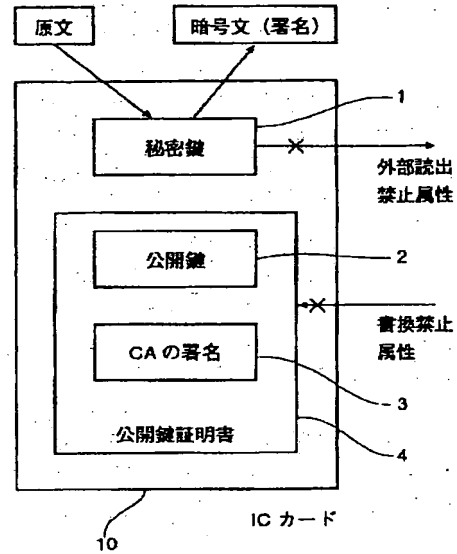 原文
暗号文（署名）
1
秘密鍵
外部読出
禁止属性
公開鍵
2
書換禁止
属性
CAの署名
3
公開鍵証明書
4
ICカード
10